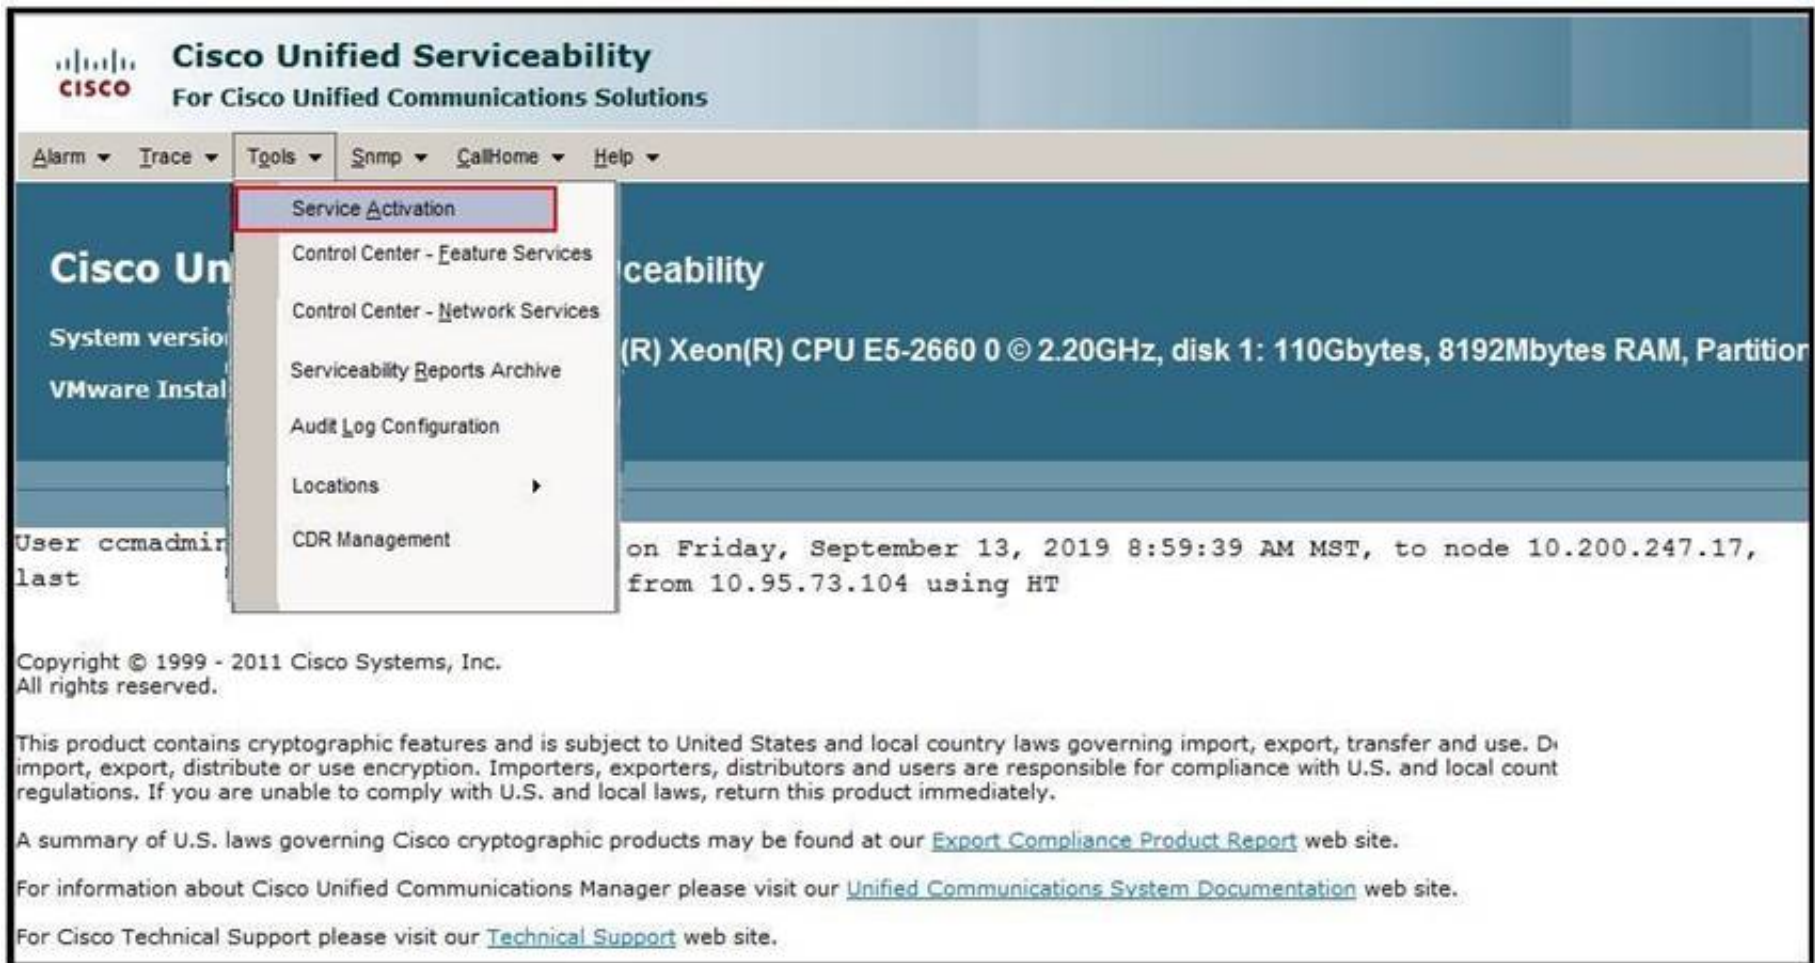 CISCO
Cisco Unified Serviceability
For Cisco Unified Communications Solutions
Alarm Trace Tools Snmp CallHome Help
Service Activation
Control Center - Feature Services
Control Center - Network Services
Serviceability Reports Archive
Audit Log Configuration
Locations
CDR Management
Cisco Un ceability
System versio (R) Xeon(R) CPU E5-2660 0 © 2.20GHz, disk 1: 110Gbytes, 8192Mbytes RAM, Partition
VMware Instal
User ccmadmin on Friday, September 13, 2019 8:59:39 AM MST, to node 10.200.247.17,
last from 10.95.73.104 using HT
Copyright © 1999 - 2011 Cisco Systems, Inc.
All rights reserved.
This product contains cryptographic features and is subject to United States and local country laws governing import, export, transfer and use.
import, export, distribute or use encryption. Importers, exporters, distributors and users are responsible for compliance with U.S. and local count
regulations. If you are unable to comply with U.S. and local laws, return this product immediately.
A summary of U.S. laws governing Cisco cryptographic products may be found at our Export Compliance Product Report web site.
For information about Cisco Unified Communications Manager please visit our Unified Communications System Documentation web site.
For Cisco Technical Support please visit our Technical Support web site.